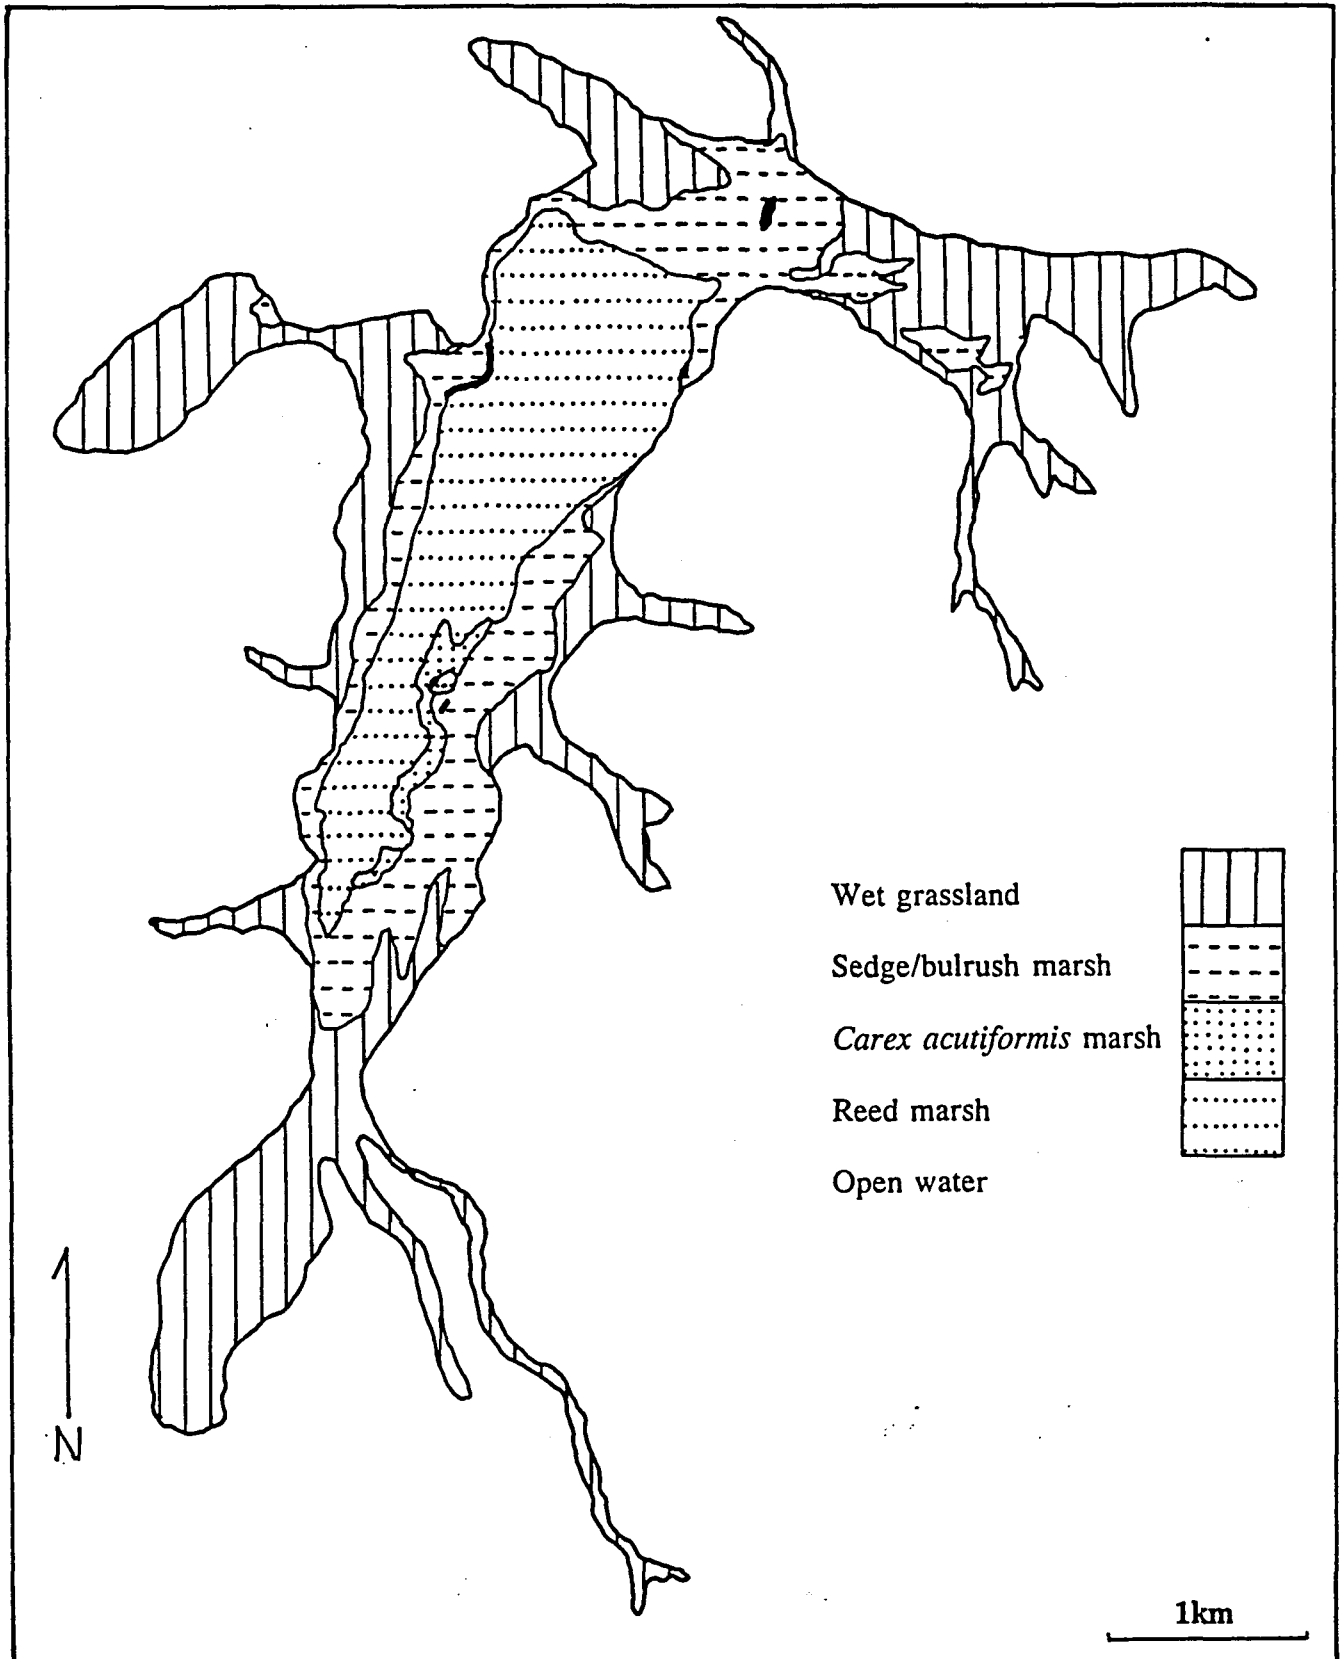 Wet grassland
Sedge/bulrush marsh
Carex acutiformis marsh
Reed marsh
Open water
N
1km